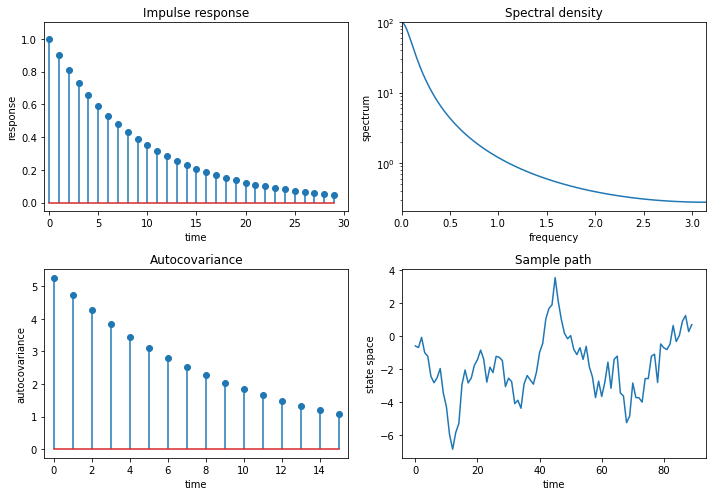 Impulse response
1.0
0.8
0.6
0.4
0.2
0.0
response
0 5 10 15 20 25 30
time
Spectral density
10²
10¹
10⁰
spectrum
0.0 0.5 1.0 1.5 2.0 2.5 3.0
frequency
Autocovariance
5
4
3
2
1
0
autocovariance
0 2 4 6 8 10 12 14
time
Sample path
4
2
0
−2
−4
−6
state space
0 20 40 60 80
time